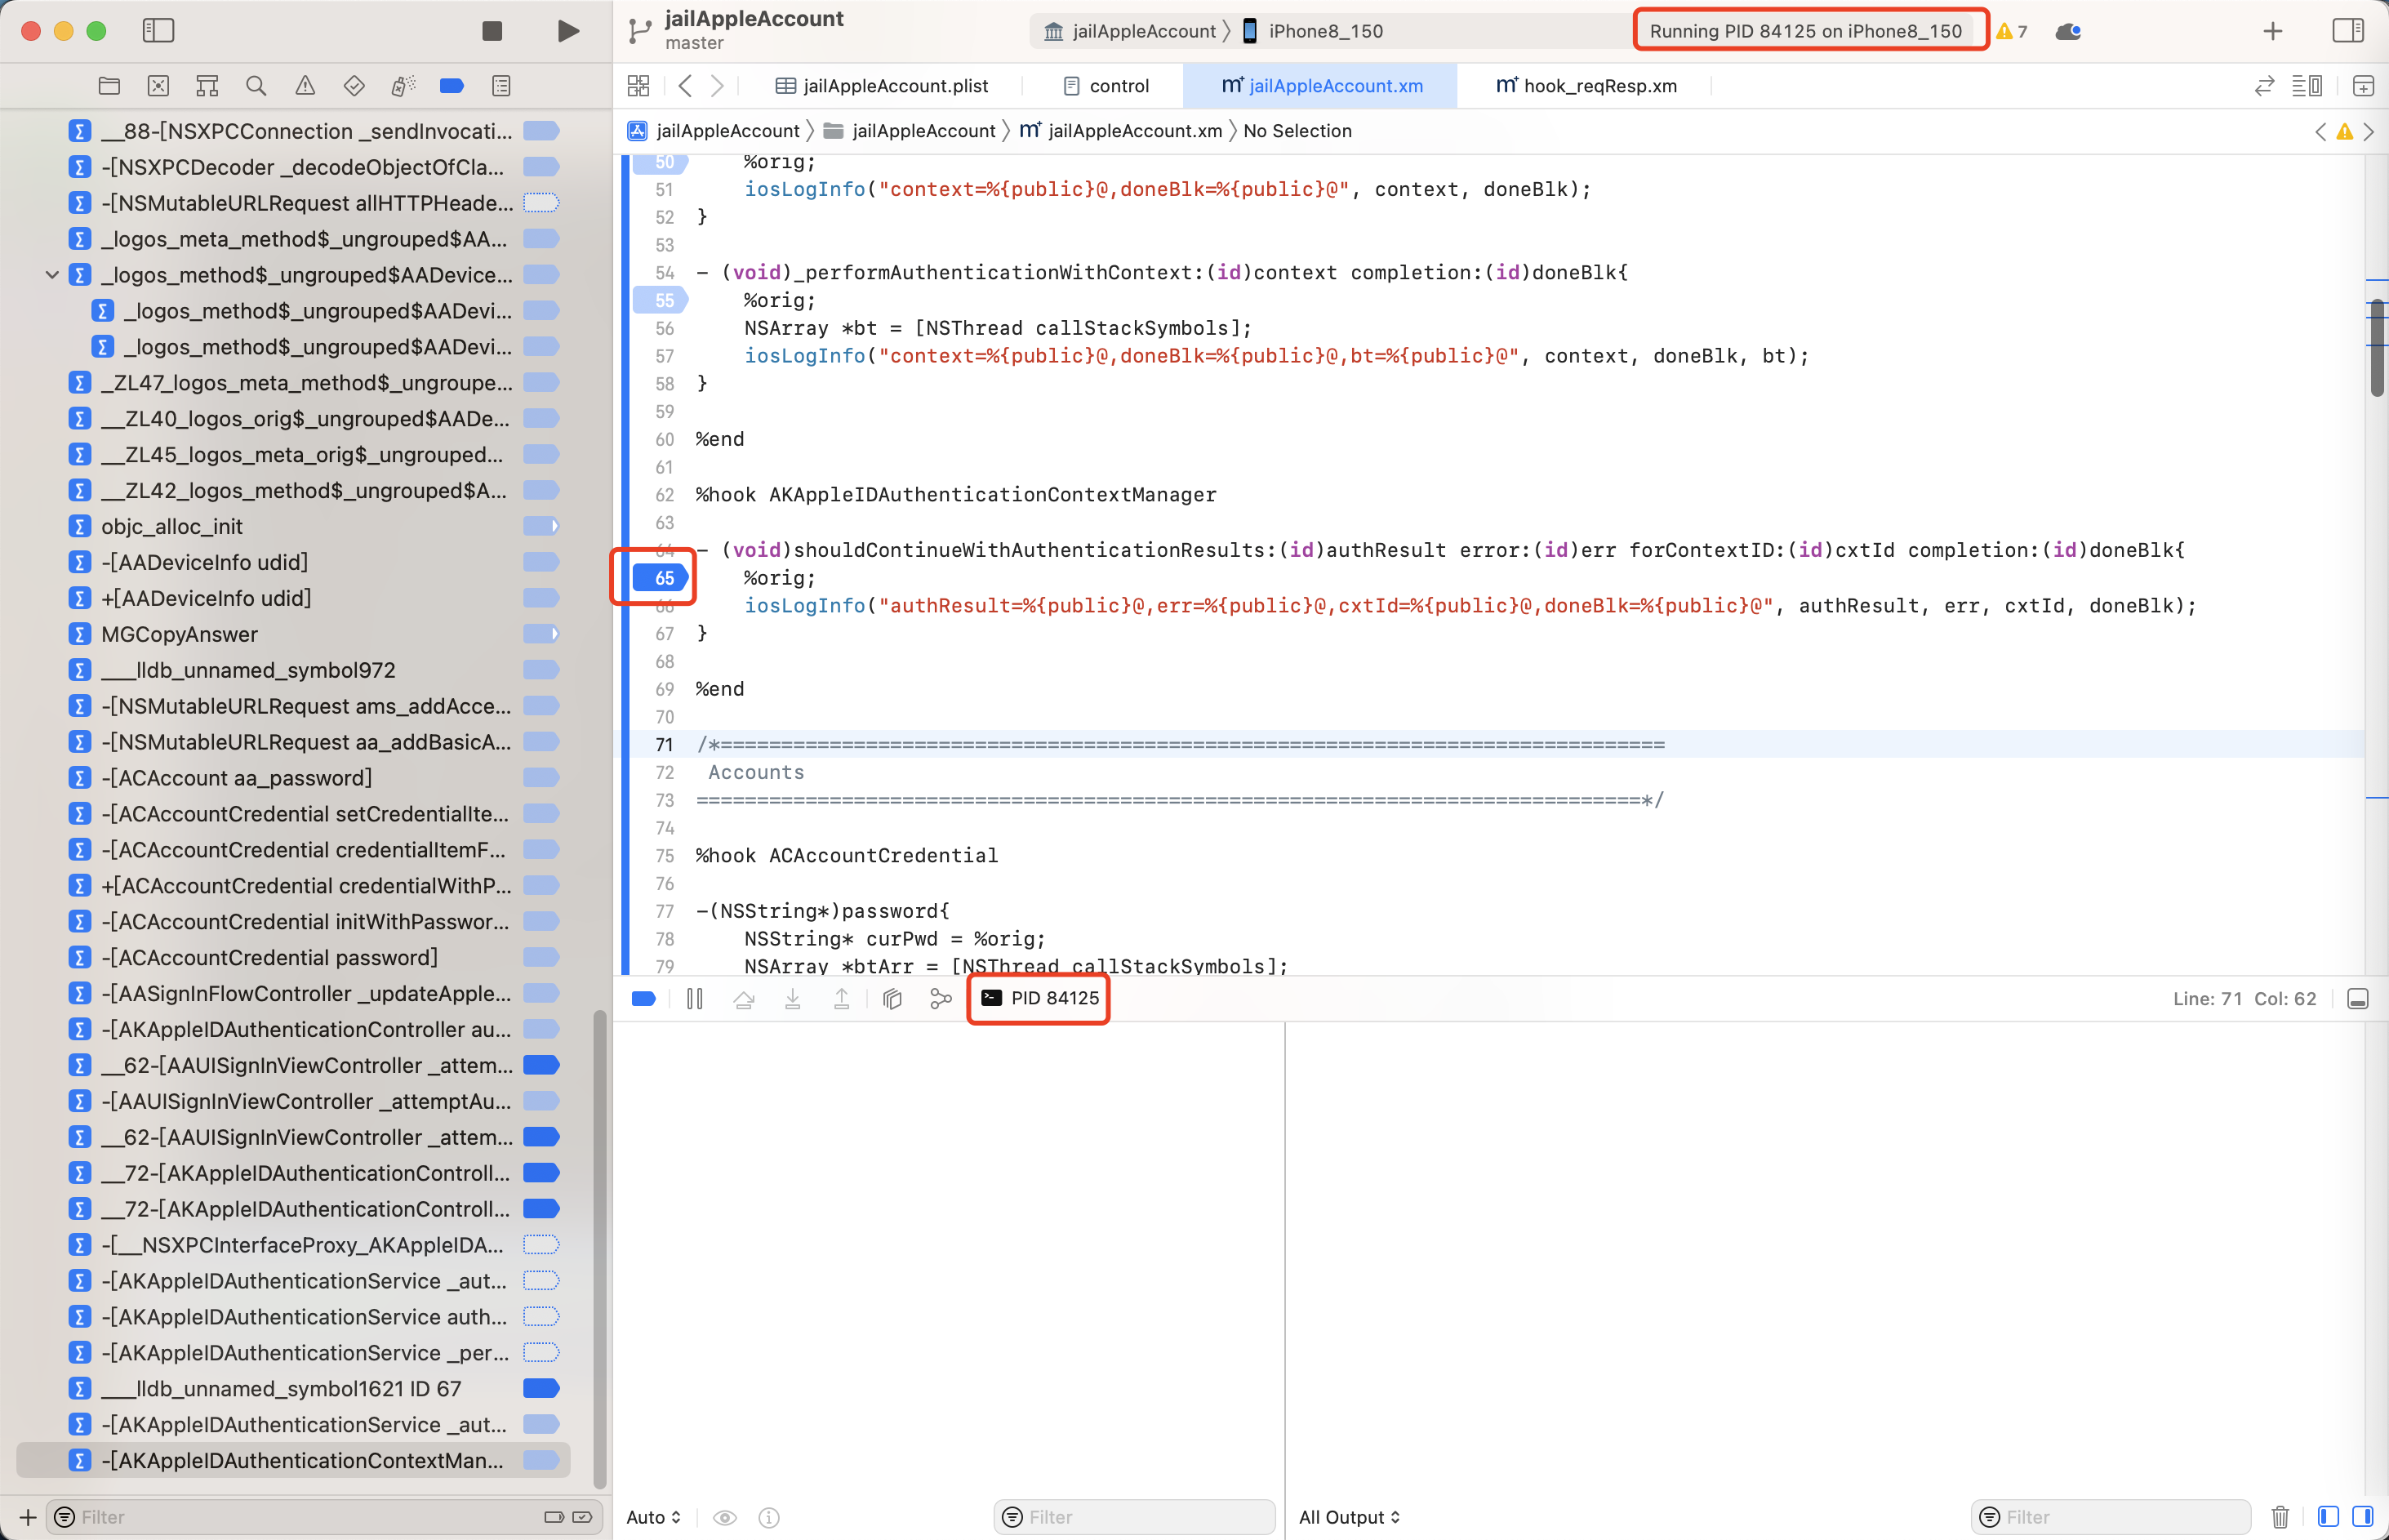 jailAppleAccount
master
jailAppleAccount 〉 iPhone8_150
Running PID 84125 on iPhone8_150
7
jailAppleAccount.plist
control
m+ jailAppleAccount.xm
m+ hook_reqResp.xm
jailAppleAccount 〉 jailAppleAccount 〉 m+ jailAppleAccount.xm 〉 No Selection
__88-[NSXPCConnection _sendInvocati...
-[NSXPCDecoder _decodeObjectOfCla...
-[NSMutableURLRequest allHTTPHeade...
_logos_meta_method$_ungrouped$AA...
_logos_method$_ungrouped$AADevice...
_logos_method$_ungrouped$AADevi...
_logos_method$_ungrouped$AADevi...
_ZL47_logos_meta_method$_ungroupe...
__ZL40_logos_orig$_ungrouped$AADe...
__ZL45_logos_meta_orig$_ungrouped...
__ZL42_logos_method$_ungrouped$A...
objc_alloc_init
-[AADeviceInfo udid]
+[AADeviceInfo udid]
MGCopyAnswer
___lldb_unnamed_symbol972
-[NSMutableURLRequest ams_addAcce...
-[NSMutableURLRequest aa_addBasicA...
-[ACAccount aa_password]
-[ACAccountCredential setCredentialIte...
-[ACAccountCredential credentialItemF...
+[ACAccountCredential credentialWithP...
-[ACAccountCredential initWithPasswor...
-[ACAccountCredential password]
-[AASignInFlowController _updateApple...
-[AKAppleIDAuthenticationController au...
__62-[AAUISignInViewController _attem...
-[AAUISignInViewController _attemptAu...
__62-[AAUISignInViewController _attem...
__72-[AKAppleIDAuthenticationControll...
__72-[AKAppleIDAuthenticationControll...
-[__NSXPCInterfaceProxy_AKAppleIDA...
-[AKAppleIDAuthenticationService _aut...
-[AKAppleIDAuthenticationService auth...
-[AKAppleIDAuthenticationService _per...
___lldb_unnamed_symbol1621 ID 67
-[AKAppleIDAuthenticationService _aut...
-[AKAppleIDAuthenticationContextMan...
Filter
50 %orig;
51 iosLogInfo("context=%{public}@,doneBlk=%{public}@", context, doneBlk);
52 }
53
54 - (void)_performAuthenticationWithContext:(id)context completion:(id)doneBlk{
55 %orig;
56 NSArray *bt = [NSThread callStackSymbols];
57 iosLogInfo("context=%{public}@,doneBlk=%{public}@,bt=%{public}@", context, doneBlk, bt);
58 }
59
60 %end
61
62 %hook AKAppleIDAuthenticationContextManager
63
64 - (void)shouldContinueWithAuthenticationResults:(id)authResult error:(id)err forContextID:(id)cxtId completion:(id)doneBlk{
65 %orig;
66 iosLogInfo("authResult=%{public}@,err=%{public}@,cxtId=%{public}@,doneBlk=%{public}@", authResult, err, cxtId, doneBlk);
67 }
68
69 %end
70
71 /*==============================================================================
72 Accounts
73 ==============================================================================*/
74
75 %hook ACAccountCredential
76
77 -(NSString*)password{
78 NSString* curPwd = %orig;
79 NSArray *btArr = [NSThread callStackSymbols];
PID 84125
Line: 71 Col: 62
Auto
Filter
All Output
Filter